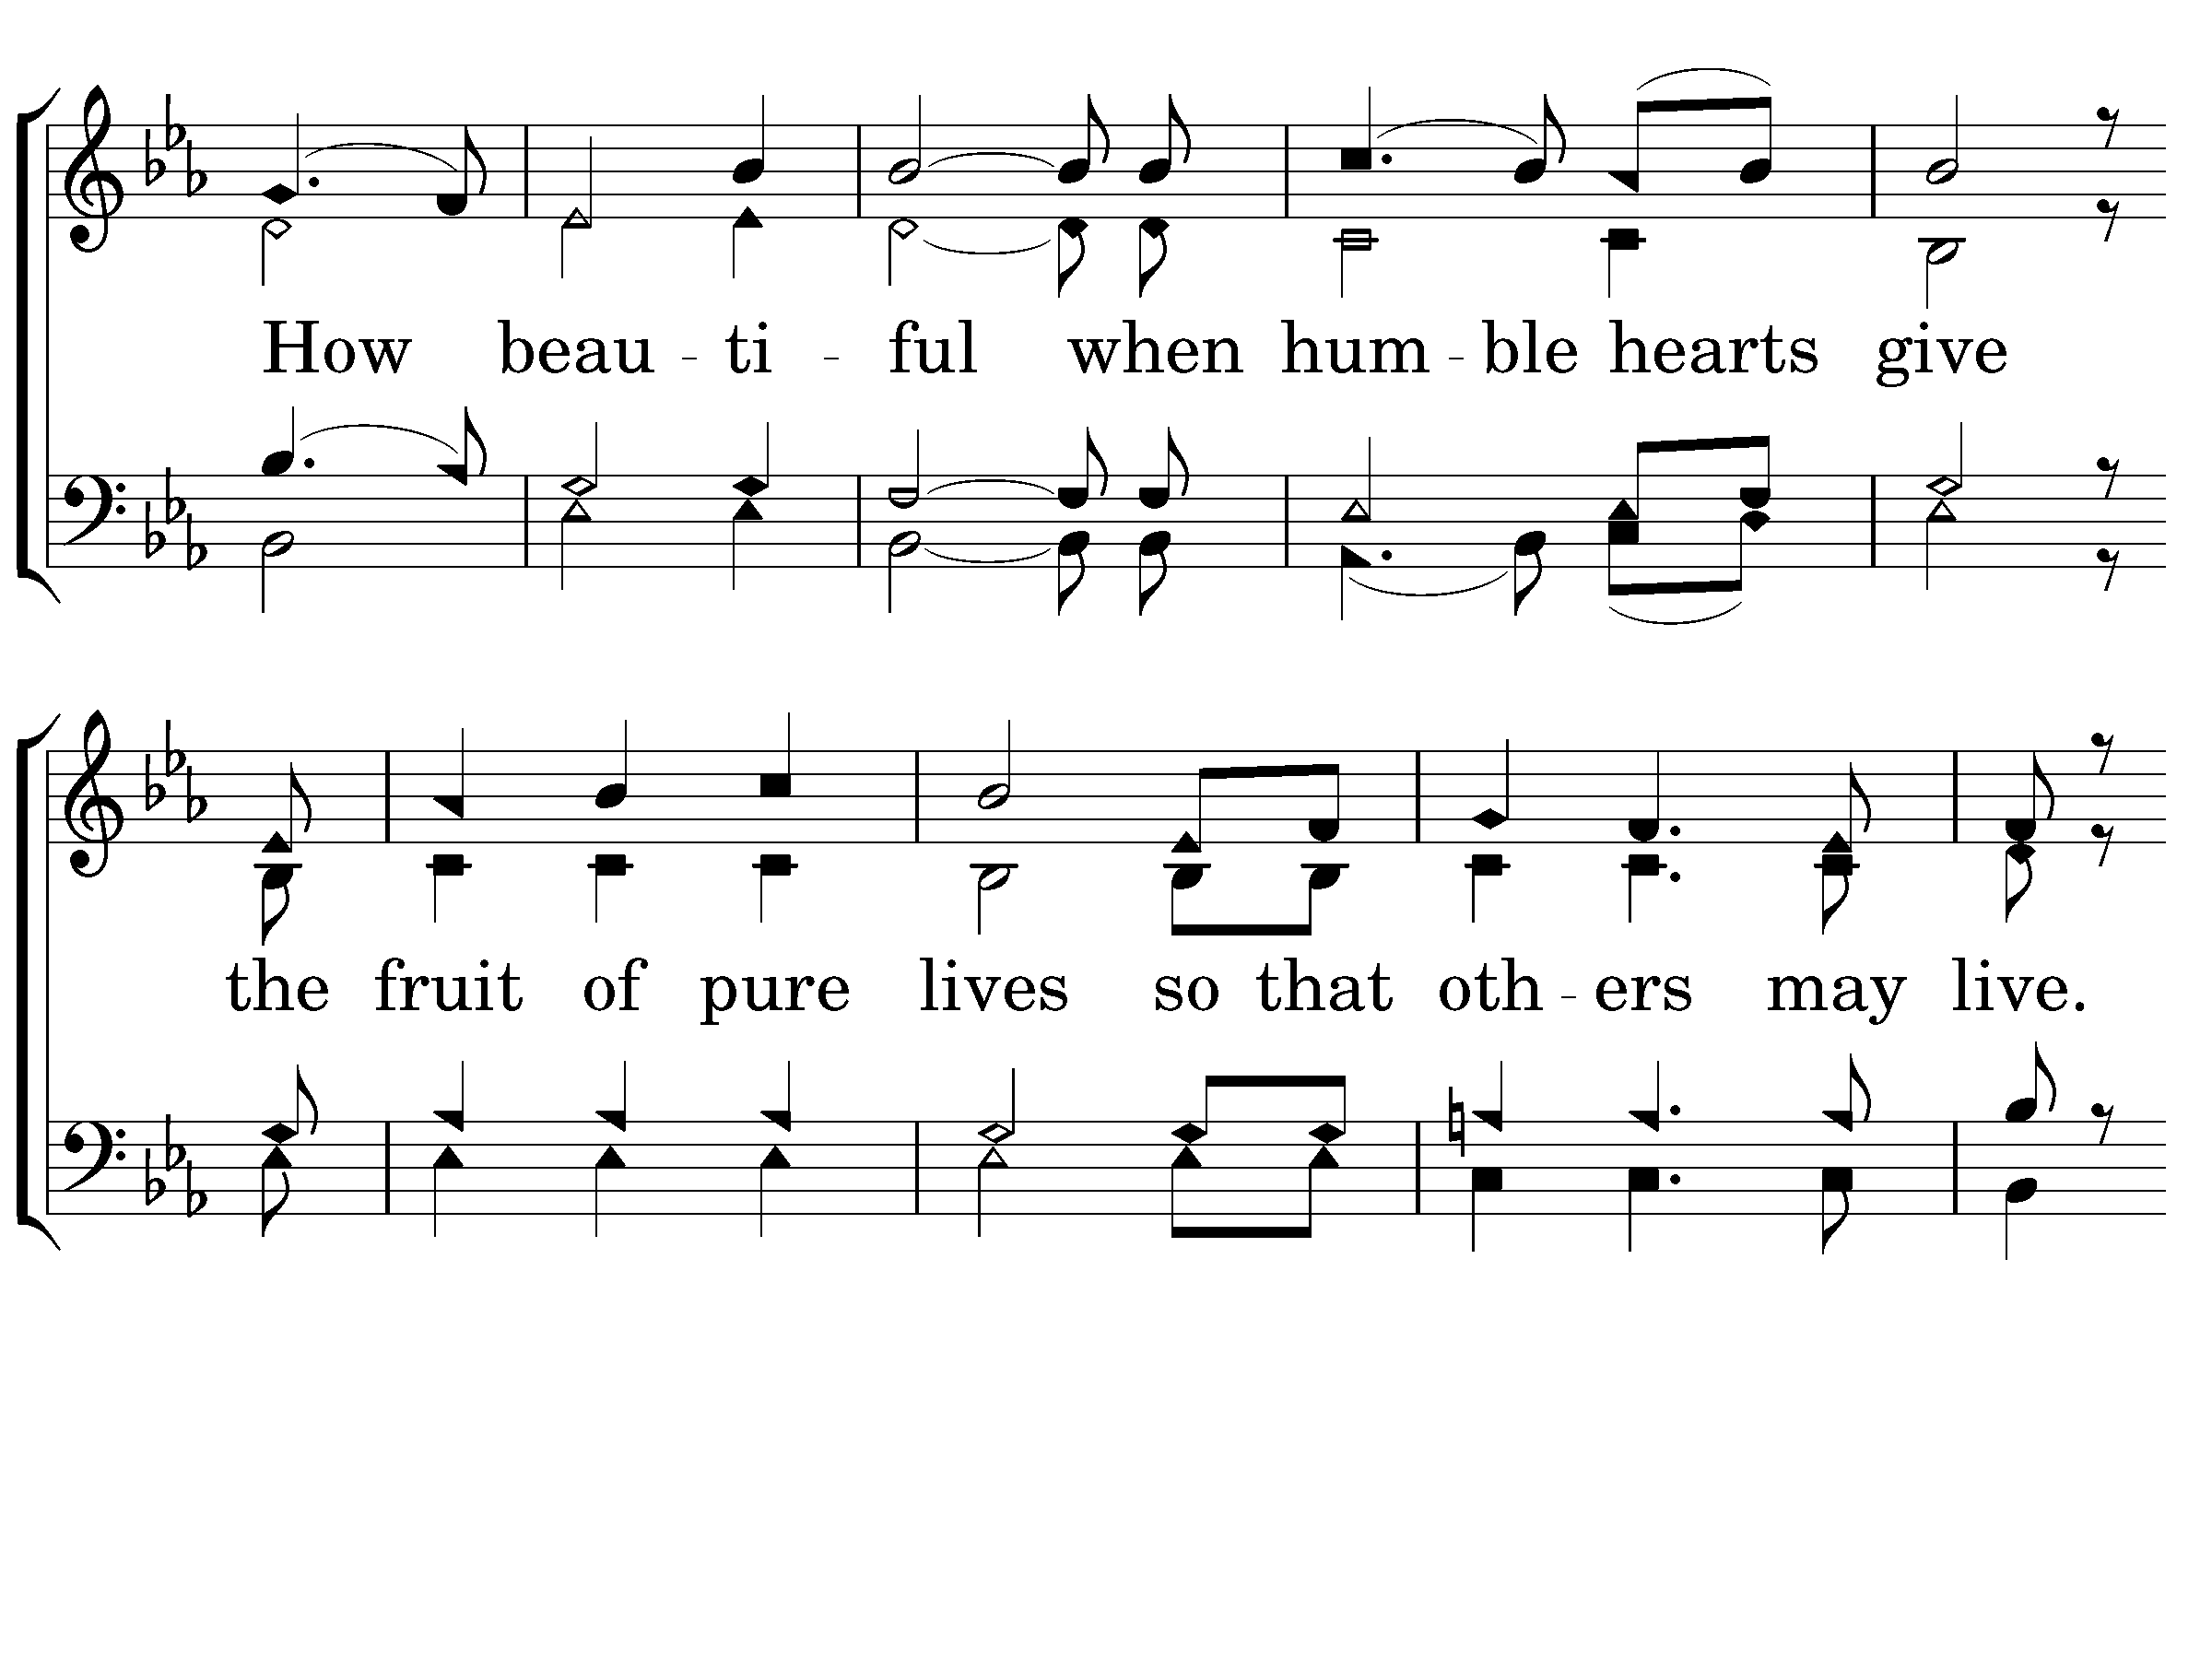 How beau - ti - ful when hum - ble hearts give
the fruit of pure lives so that oth - ers may live.